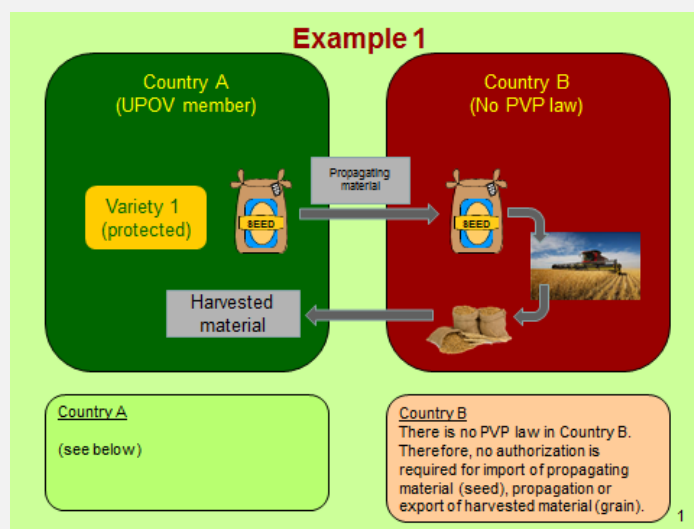 Example 1
Country A
(UPOV member)
Country B
(No PVP law)
Propagating
material
Variety 1
(protected)
SEED
SEED
Harvested
material
Country A
(see below)
Country B
There is no PVP law in Country B.
Therefore, no authorization is
required for import of propagating
material (seed), propagation or
export of harvested material (grain).
1